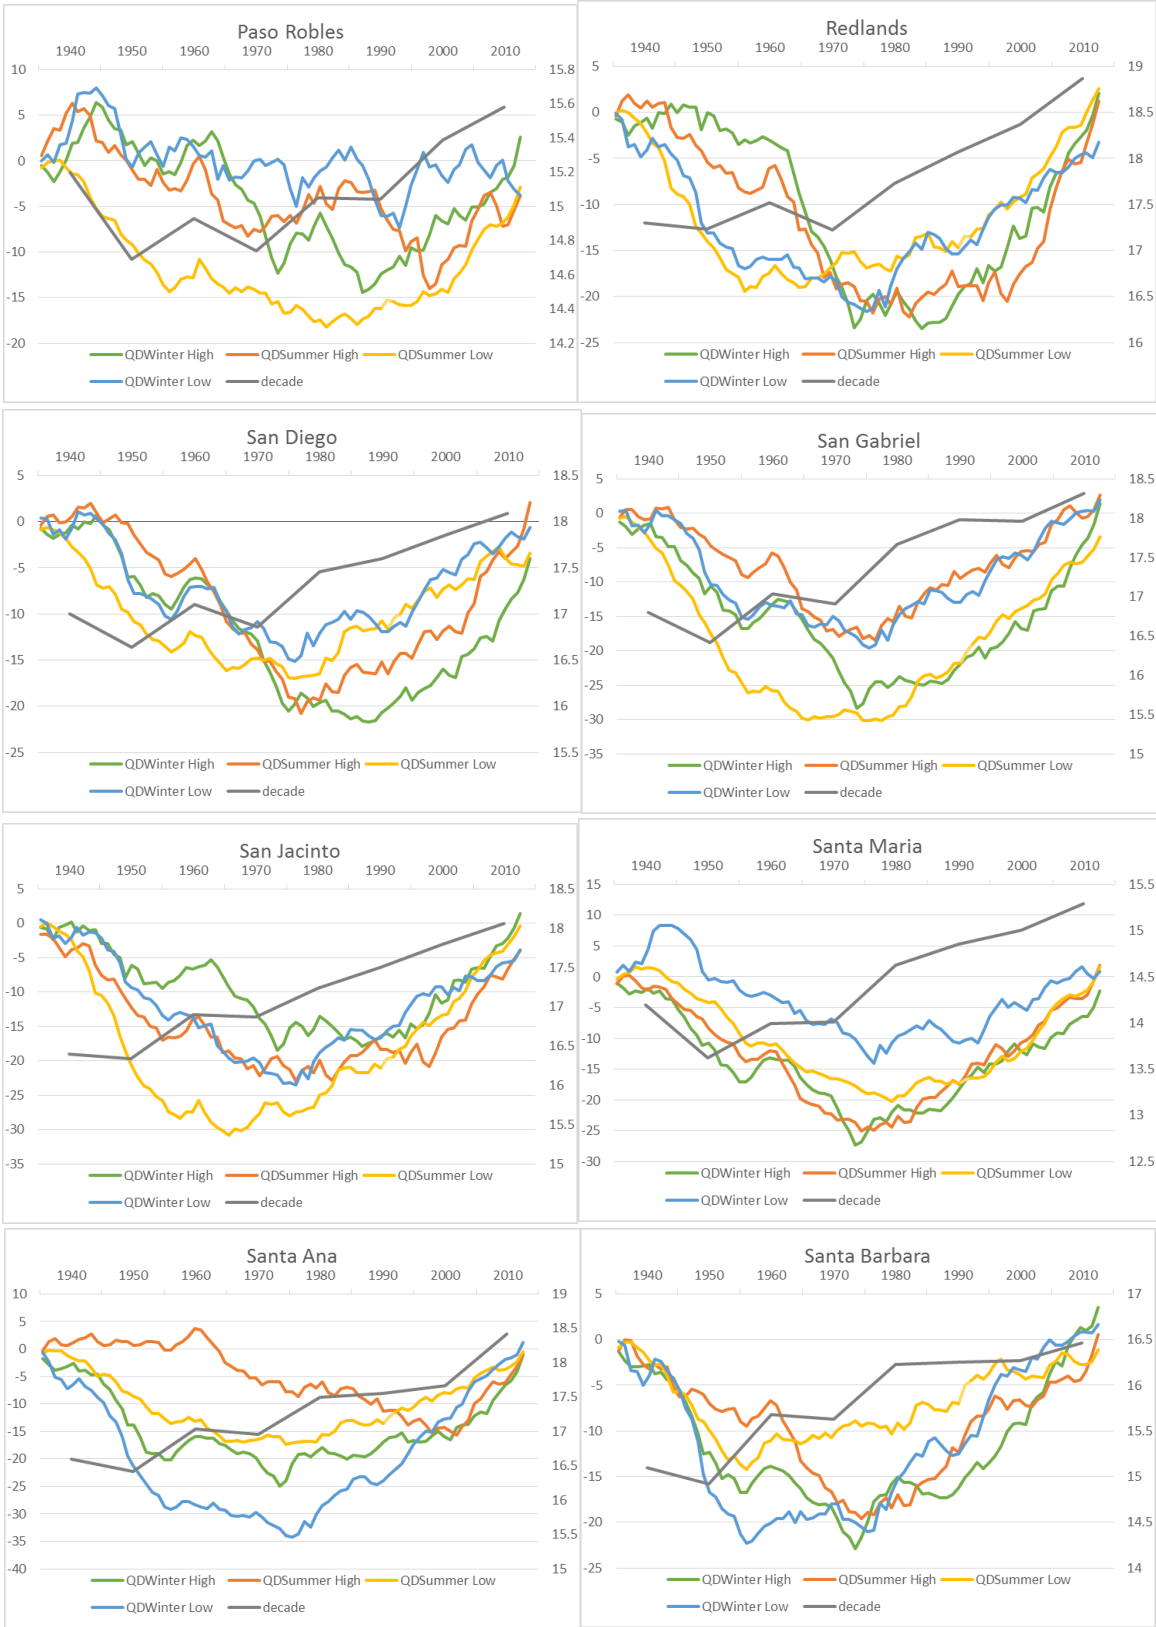 Paso Robles
1940 1950 1960 1970 1980 1990 2000 2010
10 15.8
5 15.6
0 15.4
15.2
-5 15
-10 14.8
14.6
-15 14.4
-20 14.2
QDWinter High QDSummer High QDSummer Low
QDWinter Low decade
Redlands
1940 1950 1960 1970 1980 1990 2000 2010
5 19
0 18.5
-5 18
-10 17.5
-15 17
-20 16.5
-25 16
QDWinter High QDSummer High QDSummer Low
QDWinter Low decade
San Diego
1940 1950 1960 1970 1980 1990 2000 2010
5 18.5
0 18
-5 17.5
-10 17
-15 16.5
-20 16
-25 15.5
QDWinter High QDSummer High QDSummer Low
QDWinter Low decade
San Gabriel
1940 1950 1960 1970 1980 1990 2000 2010
5 18.5
0 18
-5 17.5
-10
-15 17
-20 16.5
-25 16
-30 15.5
-35 15
QDWinter High QDSummer High QDSummer Low
QDWinter Low decade
San Jacinto
1940 1950 1960 1970 1980 1990 2000 2010
5 18.5
0 18
-5 17.5
-10
-15 17
-20 16.5
-25 16
-30 15.5
-35 15
QDWinter High QDSummer High QDSummer Low
QDWinter Low decade
Santa Maria
1940 1950 1960 1970 1980 1990 2000 2010
15 15.5
10 15
5
0 14.5
-5 14
-10
-15 13.5
-20 13
-25
-30 12.5
QDWinter High QDSummer High QDSummer Low
QDWinter Low decade
Santa Ana
1940 1950 1960 1970 1980 1990 2000 2010
10 19
5 18.5
0 18
-5
-10 17.5
-15 17
-20 16.5
-25
-30 16
-35 15.5
-40 15
QDWinter High QDSummer High QDSummer Low
QDWinter Low decade
Santa Barbara
1940 1950 1960 1970 1980 1990 2000 2010
5 17
0 16.5
-5 16
-10 15.5
-15 15
-20 14.5
-25 14
QDWinter High QDSummer High QDSummer Low
QDWinter Low decade